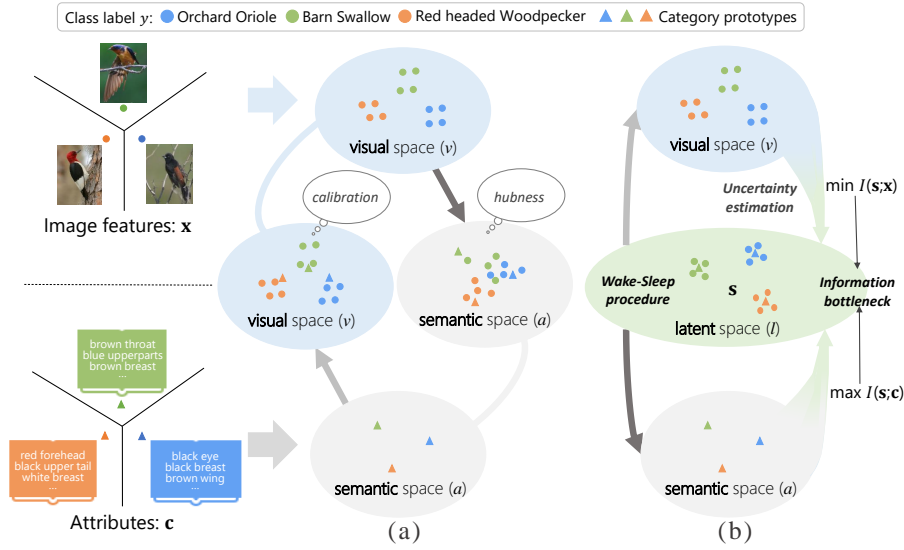 Class label y: Orchard Oriole Barn Swallow Red headed Woodpecker Category prototypes
Image features: x
brown throat
blue upperparts
brown breast
...
red forehead
black upper tail
white breast
...
black eye
black breast
brown wing
...
Attributes: c
visual space (v)
calibration
hubness
visual space (v)
semantic space (a)
semantic space (a)
(a)
visual space (v)
Uncertainty
estimation
min I(s;x)
Wake-Sleep
procedure
s
Information
bottleneck
latent space (l)
max I(s;c)
semantic space (a)
(b)